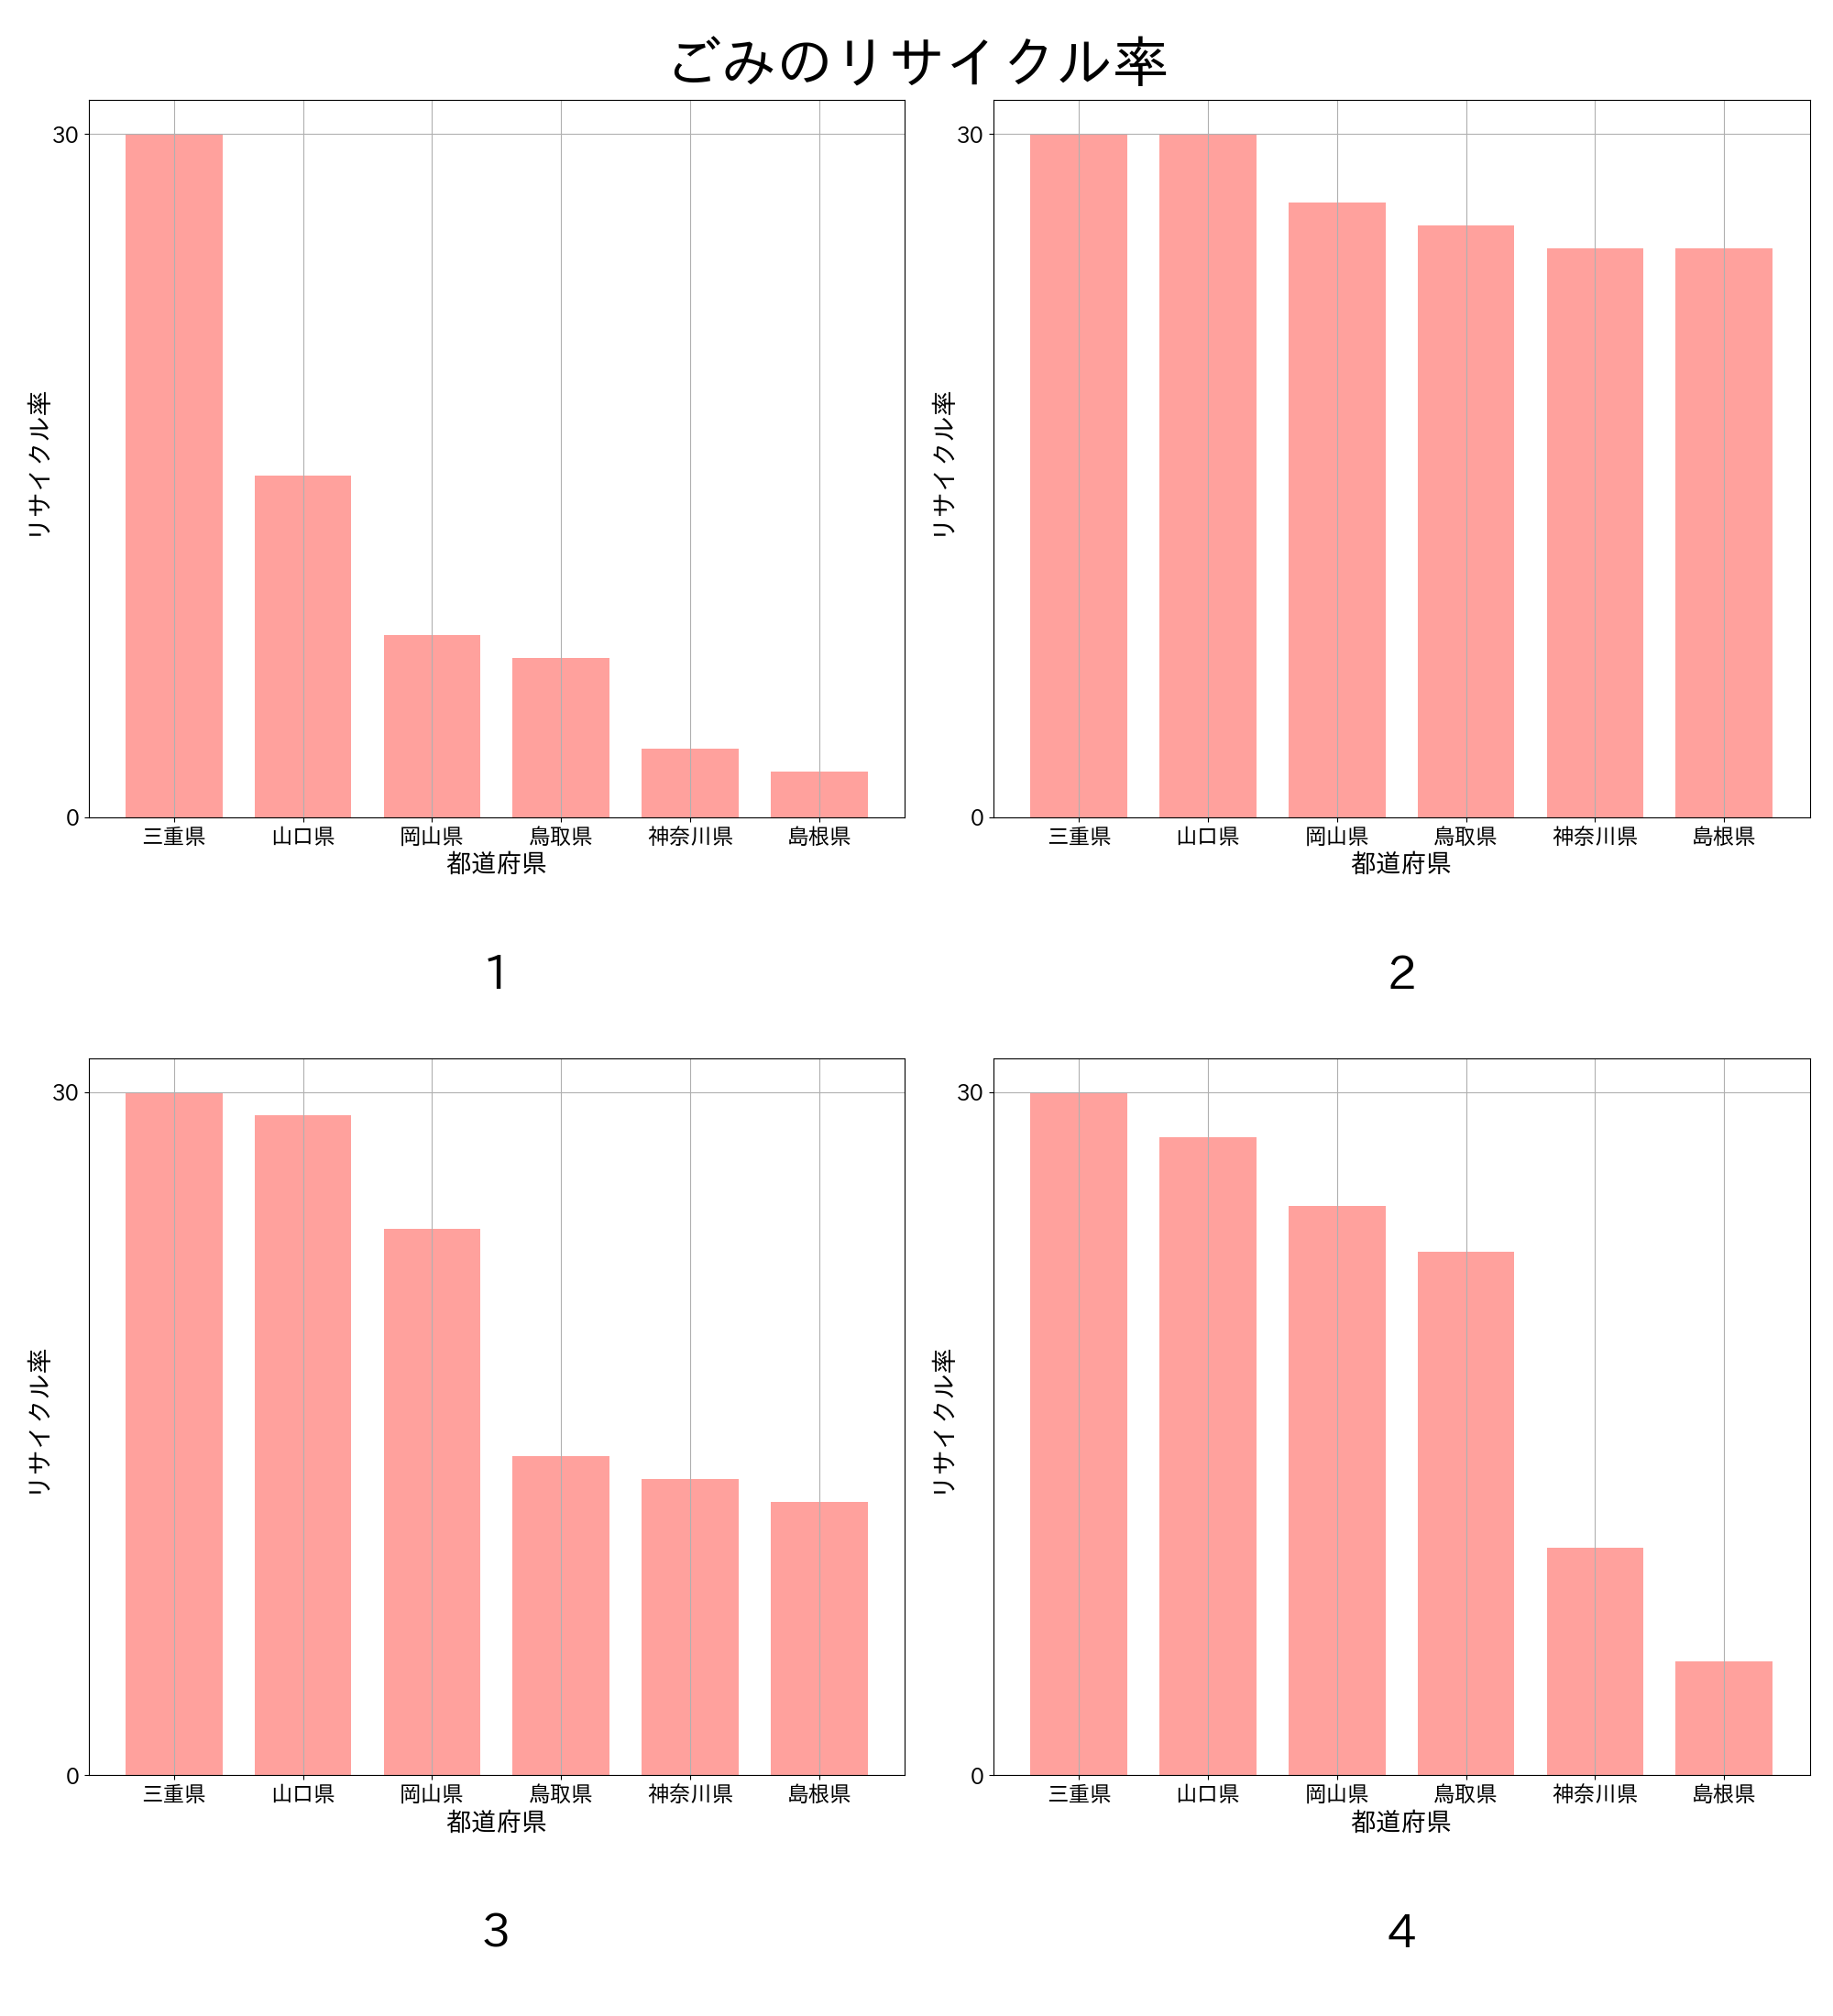 ごみのリサイクル率
30
0
リサイクル率
三重県 山口県 岡山県 鳥取県 神奈川県 島根県
都道府県
1
30
0
リサイクル率
三重県 山口県 岡山県 鳥取県 神奈川県 島根県
都道府県
2
30
0
リサイクル率
三重県 山口県 岡山県 鳥取県 神奈川県 島根県
都道府県
3
30
0
リサイクル率
三重県 山口県 岡山県 鳥取県 神奈川県 島根県
都道府県
4